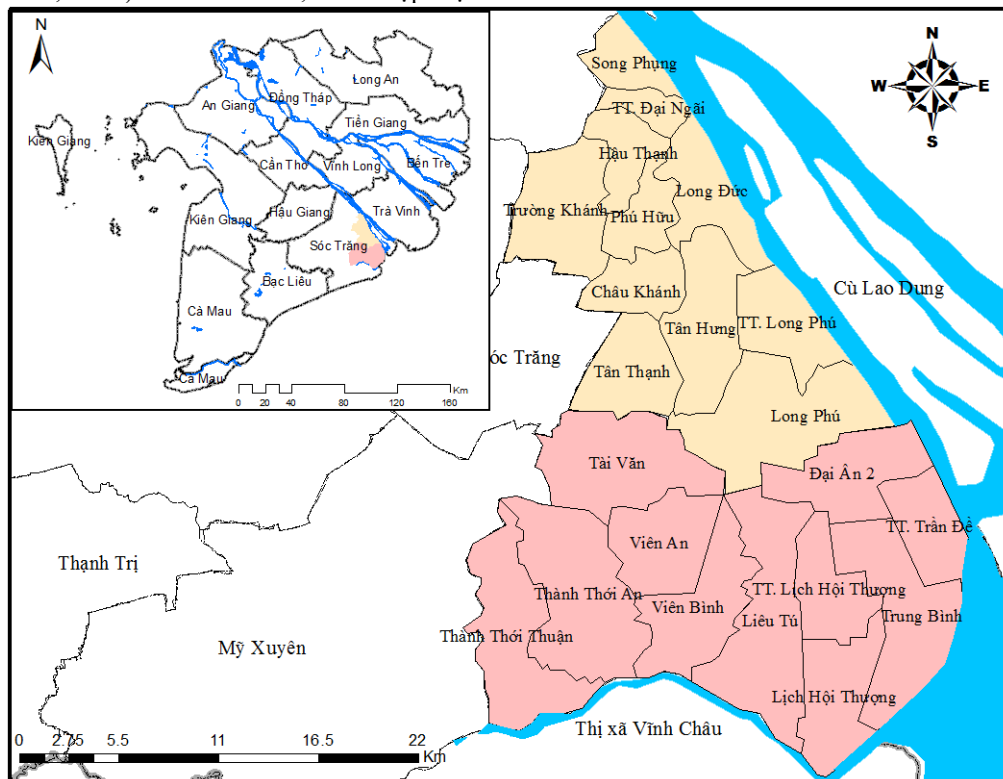 N
Long An
An Giang
Đồng Tháp
Tiền Giang
Kiên Giang
Cần Thơ
Vĩnh Long
Bến Tre
Kiên Giang
Hậu Giang
Trà Vinh
Sóc Trăng
Bạc Liêu
Cà Mau
Cà Mau
Km
0 20 40 80 120 160
N
W E
S
Song Phụng
TT. Đại Ngãi
Hậu Thạnh
Long Đức
Trường Khánh
Phú Hữu
Châu Khánh
Cù Lao Dung
Tân Hưng
TT. Long Phú
óc Trăng
Tân Thạnh
Long Phú
Tài Văn
Đại Ân 2
TT. Trần Đề
Viên An
Thạnh Trị
Thành Thới An
TT. Lịch Hội Thượng
Viên Bình
Liêu Tú
Trung Bình
Thành Thới Thuận
Mỹ Xuyên
Lịch Hội Thượng
Thị xã Vĩnh Châu
0 2.75 5.5 11 16.5 22
Km